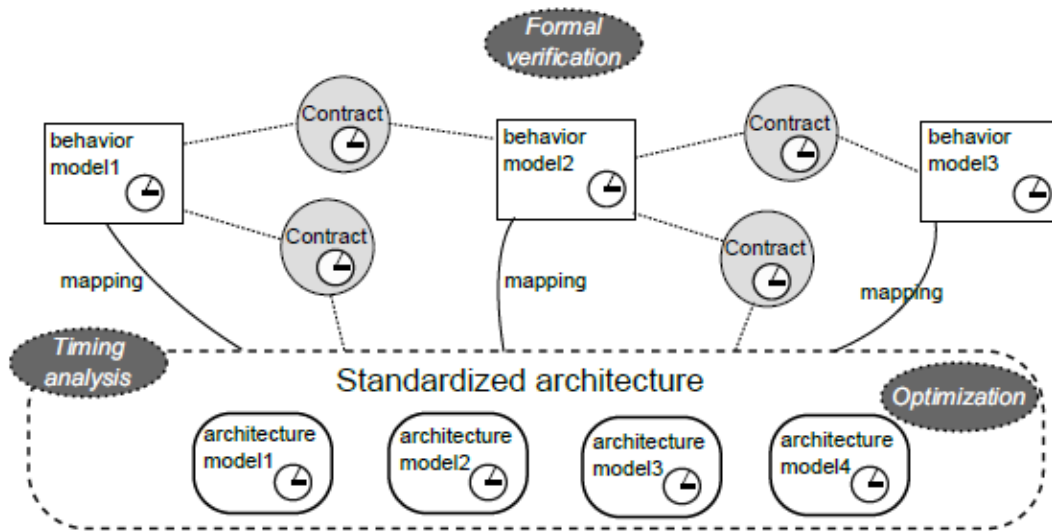 Formal
verification
Contract
Contract
behavior
model1
behavior
model2
behavior
model3
Contract
Contract
mapping
mapping
mapping
Timing
analysis
Standardized architecture
Optimization
architecture
model1
architecture
model2
architecture
model3
architecture
model4